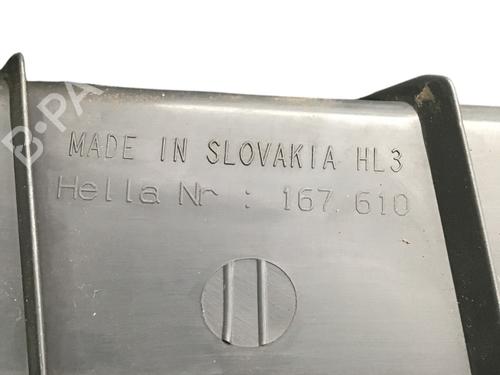 B-PA
MADE IN SLOVAKIA HL3
Hella Nr : 167.610